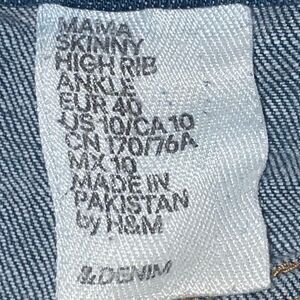 MAMA
SKINNY
HIGH RIB
ANKLE
EUR 40
US 10/CA 10
CN 170/76A
MX 10
MADE IN
PAKISTAN
by H&M
&DENIM